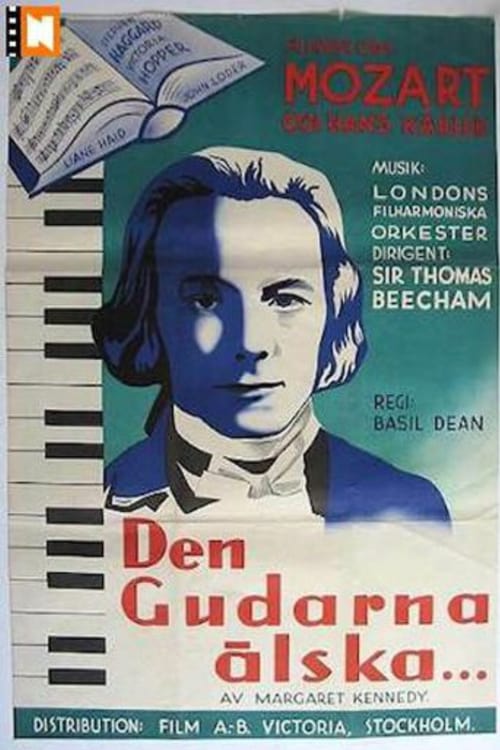 STEPHEN
HAGGARD
VICTORIA
HOPPER
JOHN LODER
LIANE HAID
FILMEN OM
MOZART
OCH HANS KÄRLEK
MUSIK:
LONDONS
FILHARMONISKA
ORKESTER
DIRIGENT:
SIR THOMAS
BEECHAM
REGI:
BASIL DEAN
Den
Gudarna
älska...
AV MARGARET KENNEDY.
DISTRIBUTION: FILM A.-B. VICTORIA, STOCKHOLM.